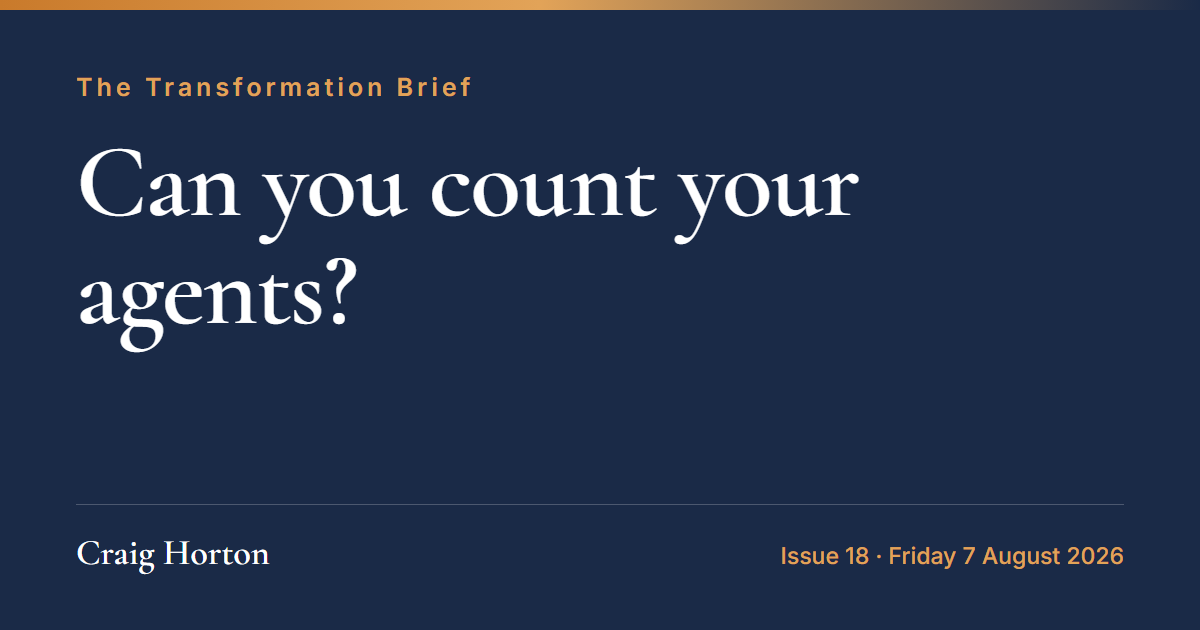 The Transformation Brief
Can you count your
agents?
Craig Horton
Issue 18 · Friday 7 August 2026